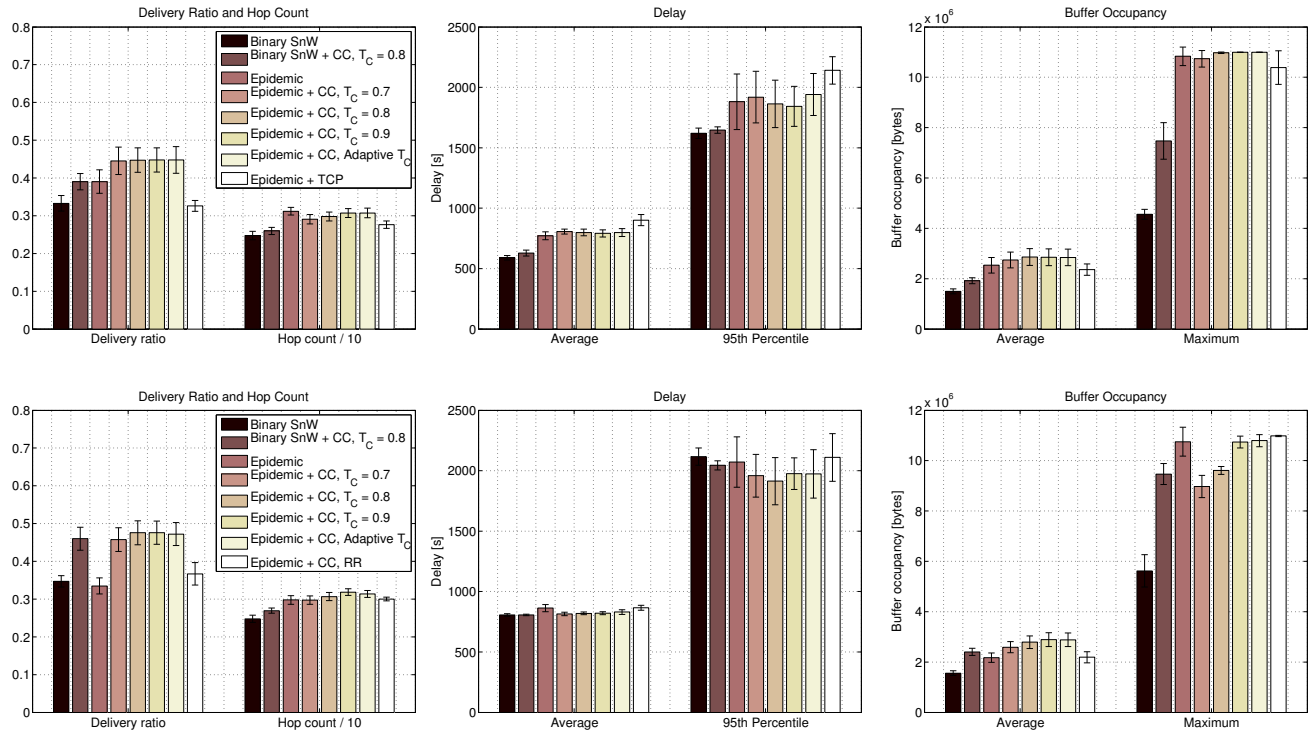 Delivery Ratio and Hop Count
0.8
0.7
0.6
0.5
0.4
0.3
0.2
0.1
0
Binary SnW
Binary SnW + CC, T_C = 0.8
Epidemic
Epidemic + CC, T_C = 0.7
Epidemic + CC, T_C = 0.8
Epidemic + CC, T_C = 0.9
Epidemic + CC, Adaptive T_C
Epidemic + TCP
Delivery ratio
Hop count / 10
Delay
2500
2000
1500
1000
500
0
Delay [s]
Average
95th Percentile
Buffer Occupancy
x 10^6
12
10
8
6
4
2
0
Buffer occupancy [bytes]
Average
Maximum
Delivery Ratio and Hop Count
0.8
0.7
0.6
0.5
0.4
0.3
0.2
0.1
0
Binary SnW
Binary SnW + CC, T_C = 0.8
Epidemic
Epidemic + CC, T_C = 0.7
Epidemic + CC, T_C = 0.8
Epidemic + CC, T_C = 0.9
Epidemic + CC, Adaptive T_C
Epidemic + CC, RR
Delivery ratio
Hop count / 10
Delay
2500
2000
1500
1000
500
0
Delay [s]
Average
95th Percentile
Buffer Occupancy
x 10^6
12
10
8
6
4
2
0
Buffer occupancy [bytes]
Average
Maximum